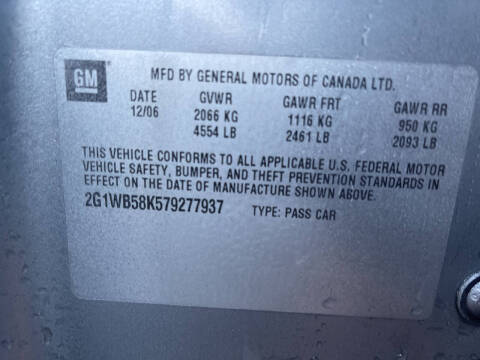 GM MFD BY GENERAL MOTORS OF CANADA LTD.
DATE GVWR GAWR FRT GAWR RR
12/06 2066 KG 1116 KG 950 KG
4554 LB 2461 LB 2093 LB
THIS VEHICLE CONFORMS TO ALL APPLICABLE U.S. FEDERAL MOTOR
VEHICLE SAFETY, BUMPER, AND THEFT PREVENTION STANDARDS IN
EFFECT ON THE DATE OF MANUFACTURE SHOWN ABOVE.
2G1WB58K579277937 TYPE: PASS CAR